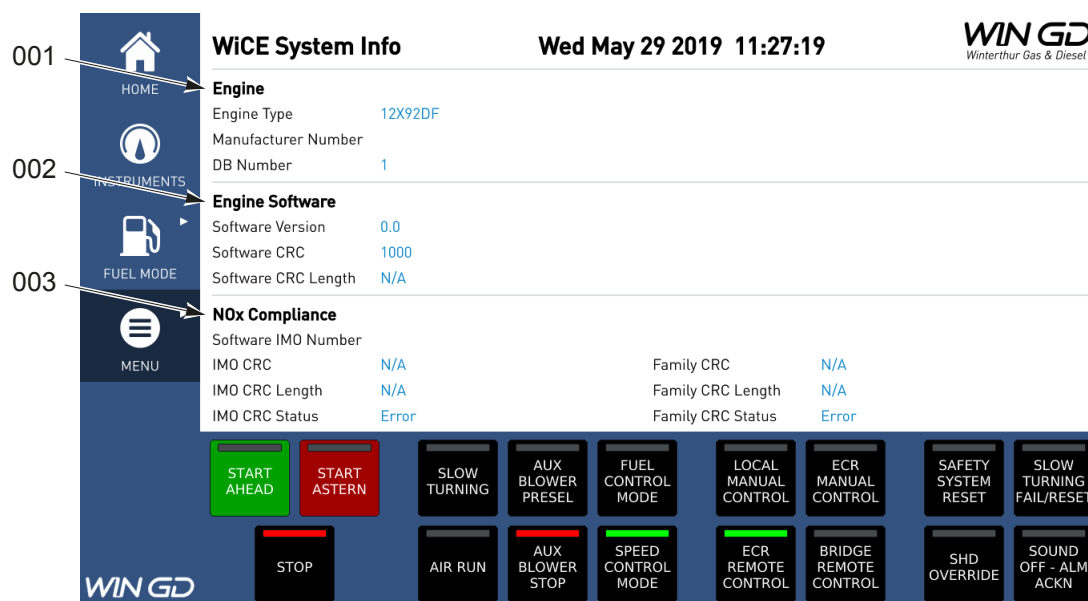 WiCE System Info Wed May 29 2019 11:27:19
WIN GD
Winterthur Gas & Diesel
001
HOME
Engine
Engine Type 12X92DF
Manufacturer Number
DB Number 1
002
INSTRUMENTS
Engine Software
Software Version 0.0
Software CRC 1000
Software CRC Length N/A
FUEL MODE
003
NOx Compliance
Software IMO Number
IMO CRC N/A Family CRC N/A
IMO CRC Length N/A Family CRC Length N/A
IMO CRC Status Error Family CRC Status Error
MENU
START
AHEAD
START
ASTERN
SLOW
TURNING
AUX
BLOWER
PRESEL
FUEL
CONTROL
MODE
LOCAL
MANUAL
CONTROL
ECR
MANUAL
CONTROL
SAFETY
SYSTEM
RESET
SLOW
TURNING
FAIL/RESET
STOP
AIR RUN
AUX
BLOWER
STOP
SPEED
CONTROL
MODE
ECR
REMOTE
CONTROL
BRIDGE
REMOTE
CONTROL
SHD
OVERRIDE
SOUND
OFF - ALM
ACKN
WIN GD